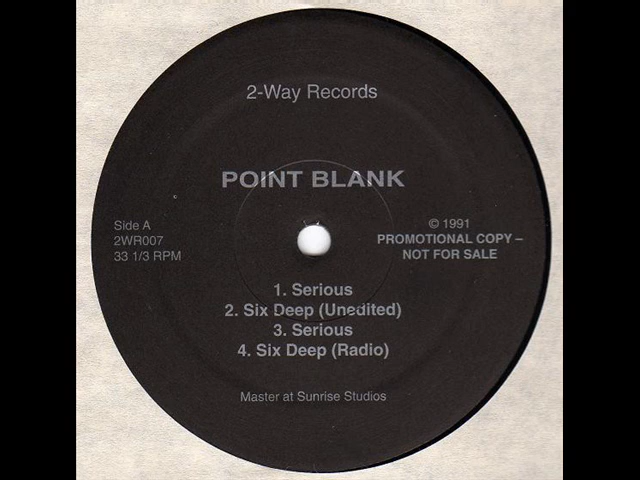 2-Way Records
POINT BLANK
Side A
2WR007
33 1/3 RPM
© 1991
PROMOTIONAL COPY –
NOT FOR SALE
1. Serious
2. Six Deep (Unedited)
3. Serious
4. Six Deep (Radio)
Master at Sunrise Studios